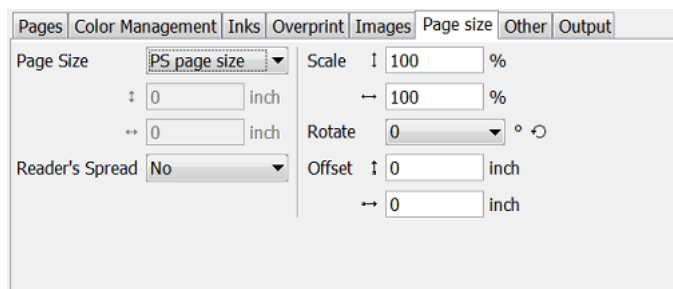 Pages Color Management Inks Overprint Images Page size Other Output
Page Size PS page size Scale 100 %
0 inch 100 %
0 inch Rotate 0 °
Reader's Spread No Offset 0 inch
0 inch